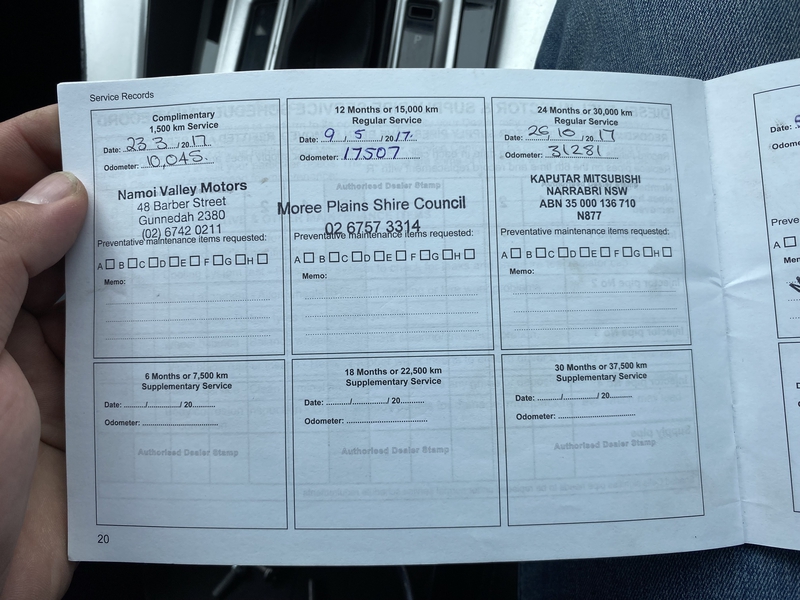 Service Records
Complimentary
1,500 km Service
Date: 23.3../20.17
Odometer: 10,045.
Namoi Valley Motors
48 Barber Street
Gunnedah 2380
(02) 6742 0211
Preventative maintenance items requested:
A B C D E F G H
Memo:
12 Months or 15,000 km
Regular Service
Date: 9 / 5 / 2017.
Odometer: 17507
Authorised Dealer Stamp
Moree Plains Shire Council
02 6757 3314
Preventative maintenance items requested:
A B C D E F G H
Memo:
24 Months or 30,000 km
Regular Service
Date: 26/10/2017
Odometer: 31281
KAPUTAR MITSUBISHI
NARRABRI NSW
ABN 35 000 136 710
N877
Preventative maintenance items requested:
A B C D E F G H
Memo:
6 Months or 7,500 km
Supplementary Service
Date: ......../............/ 20.........
Odometer: ............................
Authorised Dealer Stamp
18 Months or 22,500 km
Supplementary Service
Date: ......../............/ 20.........
Odometer: ............................
Authorised Dealer Stamp
30 Months or 37,500 km
Supplementary Service
Date: ......../............/ 20.........
Odometer: ............................
Authorised Dealer Stamp
20
Date:
Preve
A